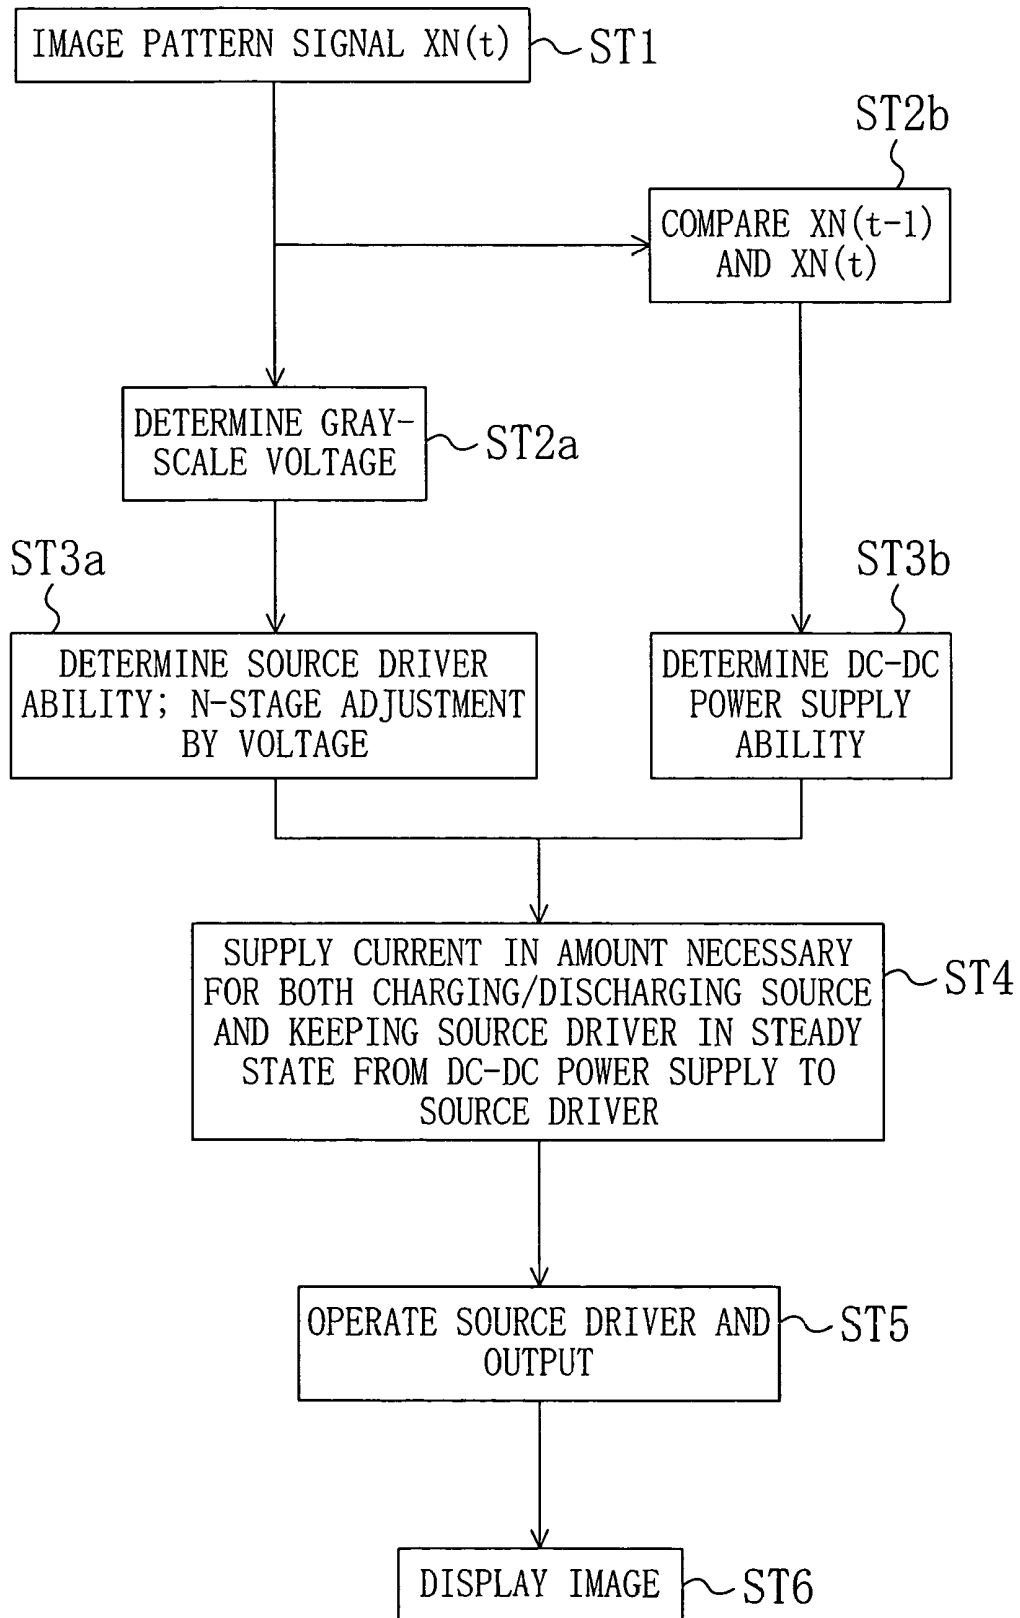 IMAGE PATTERN SIGNAL XN(t)
ST1
ST2b
COMPARE XN(t-1)
AND XN(t)
DETERMINE GRAY-
SCALE VOLTAGE
ST2a
ST3a
DETERMINE SOURCE DRIVER
ABILITY; N-STAGE ADJUSTMENT
BY VOLTAGE
ST3b
DETERMINE DC-DC
POWER SUPPLY
ABILITY
SUPPLY CURRENT IN AMOUNT NECESSARY
FOR BOTH CHARGING/DISCHARGING SOURCE
AND KEEPING SOURCE DRIVER IN STEADY
STATE FROM DC-DC POWER SUPPLY TO
SOURCE DRIVER
ST4
OPERATE SOURCE DRIVER AND
OUTPUT
ST5
DISPLAY IMAGE
ST6